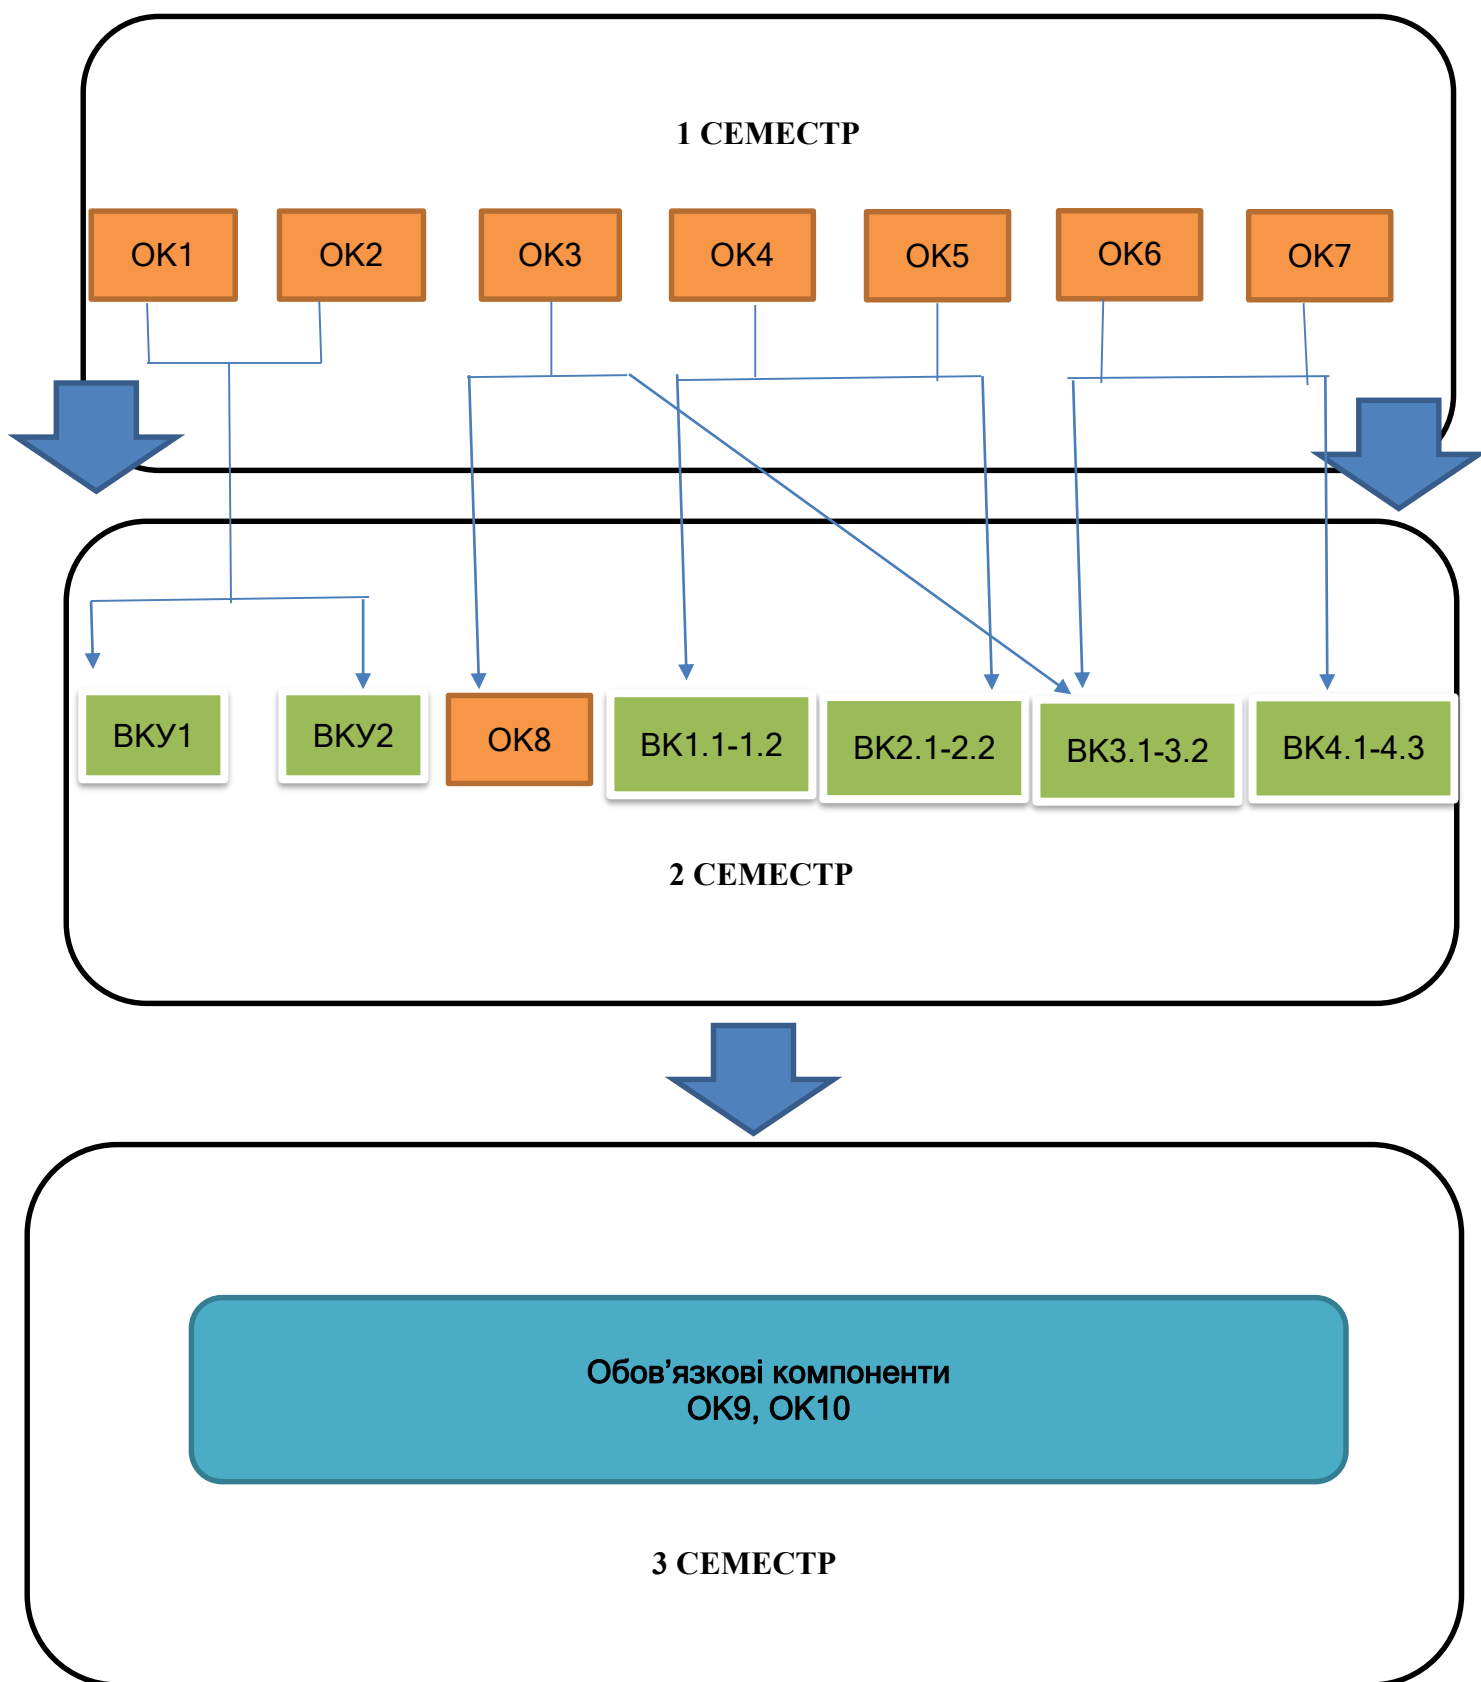 1 СЕМЕСТР
ОК1 ОК2 ОК3 ОК4 ОК5 ОК6 ОК7
ВКУ1 ВКУ2 ОК8 ВК1.1-1.2 ВК2.1-2.2 ВК3.1-3.2 ВК4.1-4.3
2 СЕМЕСТР
Обов’язкові компоненти
ОК9, ОК10
3 СЕМЕСТР